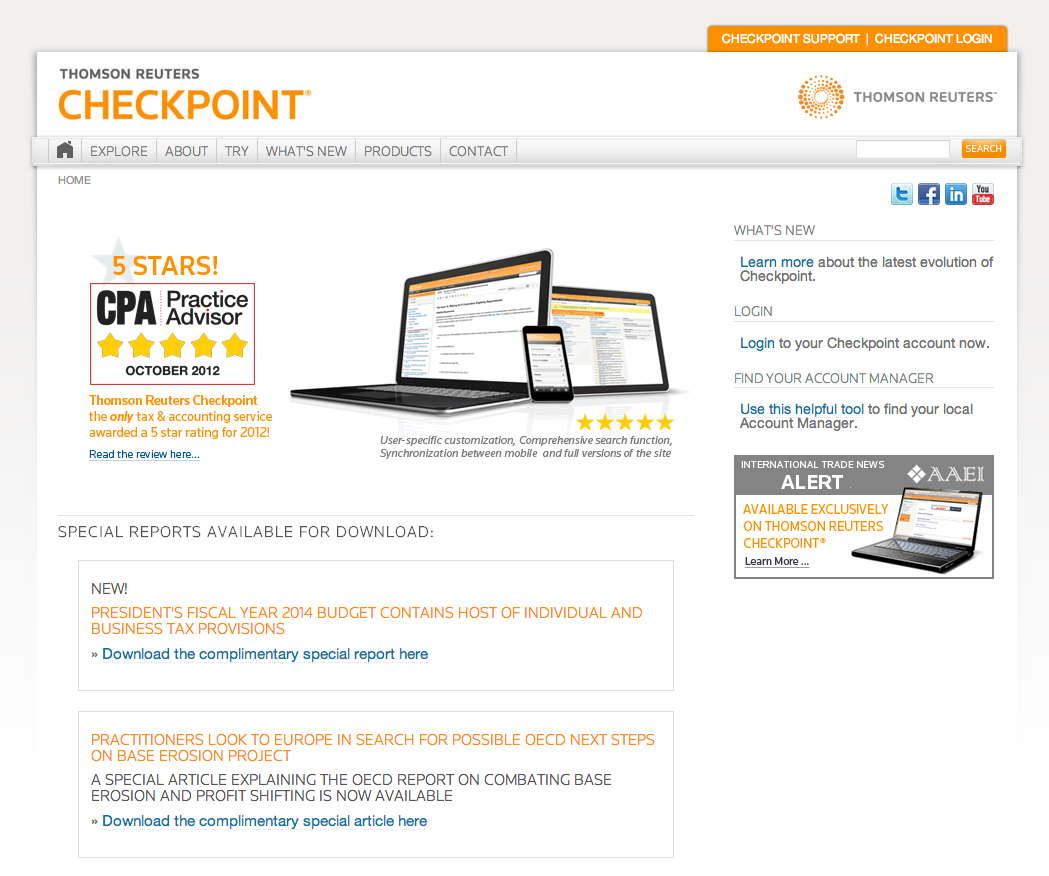 CHECKPOINT SUPPORT | CHECKPOINT LOGIN
THOMSON REUTERS
CHECKPOINT®
THOMSON REUTERS™
EXPLORE ABOUT TRY WHAT'S NEW PRODUCTS CONTACT
SEARCH
HOME
5 STARS!
CPA Practice
Advisor
OCTOBER 2012
Thomson Reuters Checkpoint
the only tax & accounting service
awarded a 5 star rating for 2012!
Read the review here...
User-specific customization, Comprehensive search function,
Synchronization between mobile and full versions of the site
You
Tube
WHAT'S NEW
Learn more about the latest evolution of
Checkpoint.
LOGIN
Login to your Checkpoint account now.
FIND YOUR ACCOUNT MANAGER
Use this helpful tool to find your local
Account Manager.
INTERNATIONAL TRADE NEWS
ALERT
AAEI
AVAILABLE EXCLUSIVELY
ON THOMSON REUTERS
CHECKPOINT®
Learn More ...
SPECIAL REPORTS AVAILABLE FOR DOWNLOAD:
NEW!
PRESIDENT'S FISCAL YEAR 2014 BUDGET CONTAINS HOST OF INDIVIDUAL AND
BUSINESS TAX PROVISIONS
» Download the complimentary special report here
PRACTITIONERS LOOK TO EUROPE IN SEARCH FOR POSSIBLE OECD NEXT STEPS
ON BASE EROSION PROJECT
A SPECIAL ARTICLE EXPLAINING THE OECD REPORT ON COMBATING BASE
EROSION AND PROFIT SHIFTING IS NOW AVAILABLE
» Download the complimentary special article here